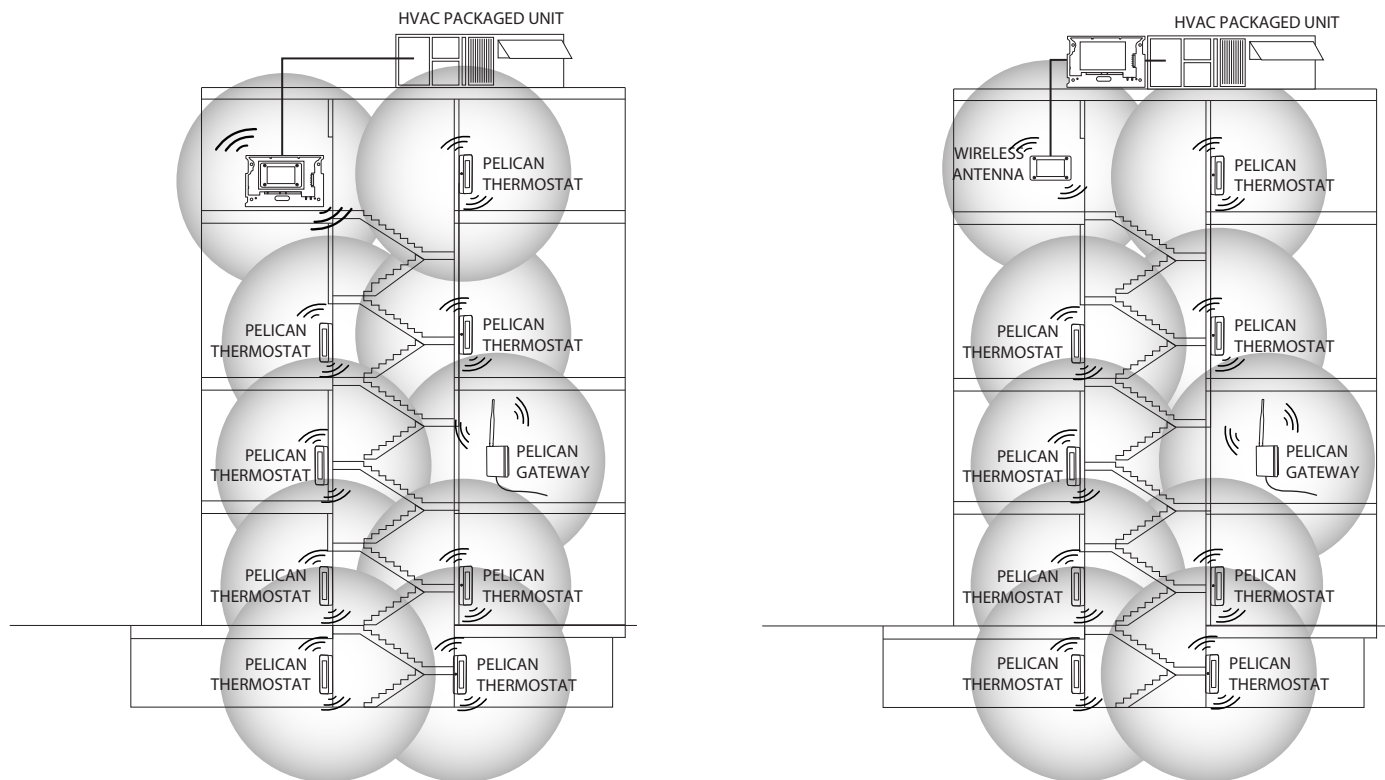 HVAC PACKAGED UNIT
PELICAN
THERMOSTAT
PELICAN
THERMOSTAT
PELICAN
THERMOSTAT
PELICAN
THERMOSTAT
PELICAN
GATEWAY
PELICAN
THERMOSTAT
PELICAN
THERMOSTAT
PELICAN
THERMOSTAT
PELICAN
THERMOSTAT
HVAC PACKAGED UNIT
WIRELESS
ANTENNA
PELICAN
THERMOSTAT
PELICAN
THERMOSTAT
PELICAN
THERMOSTAT
PELICAN
THERMOSTAT
PELICAN
GATEWAY
PELICAN
THERMOSTAT
PELICAN
THERMOSTAT
PELICAN
THERMOSTAT
PELICAN
THERMOSTAT